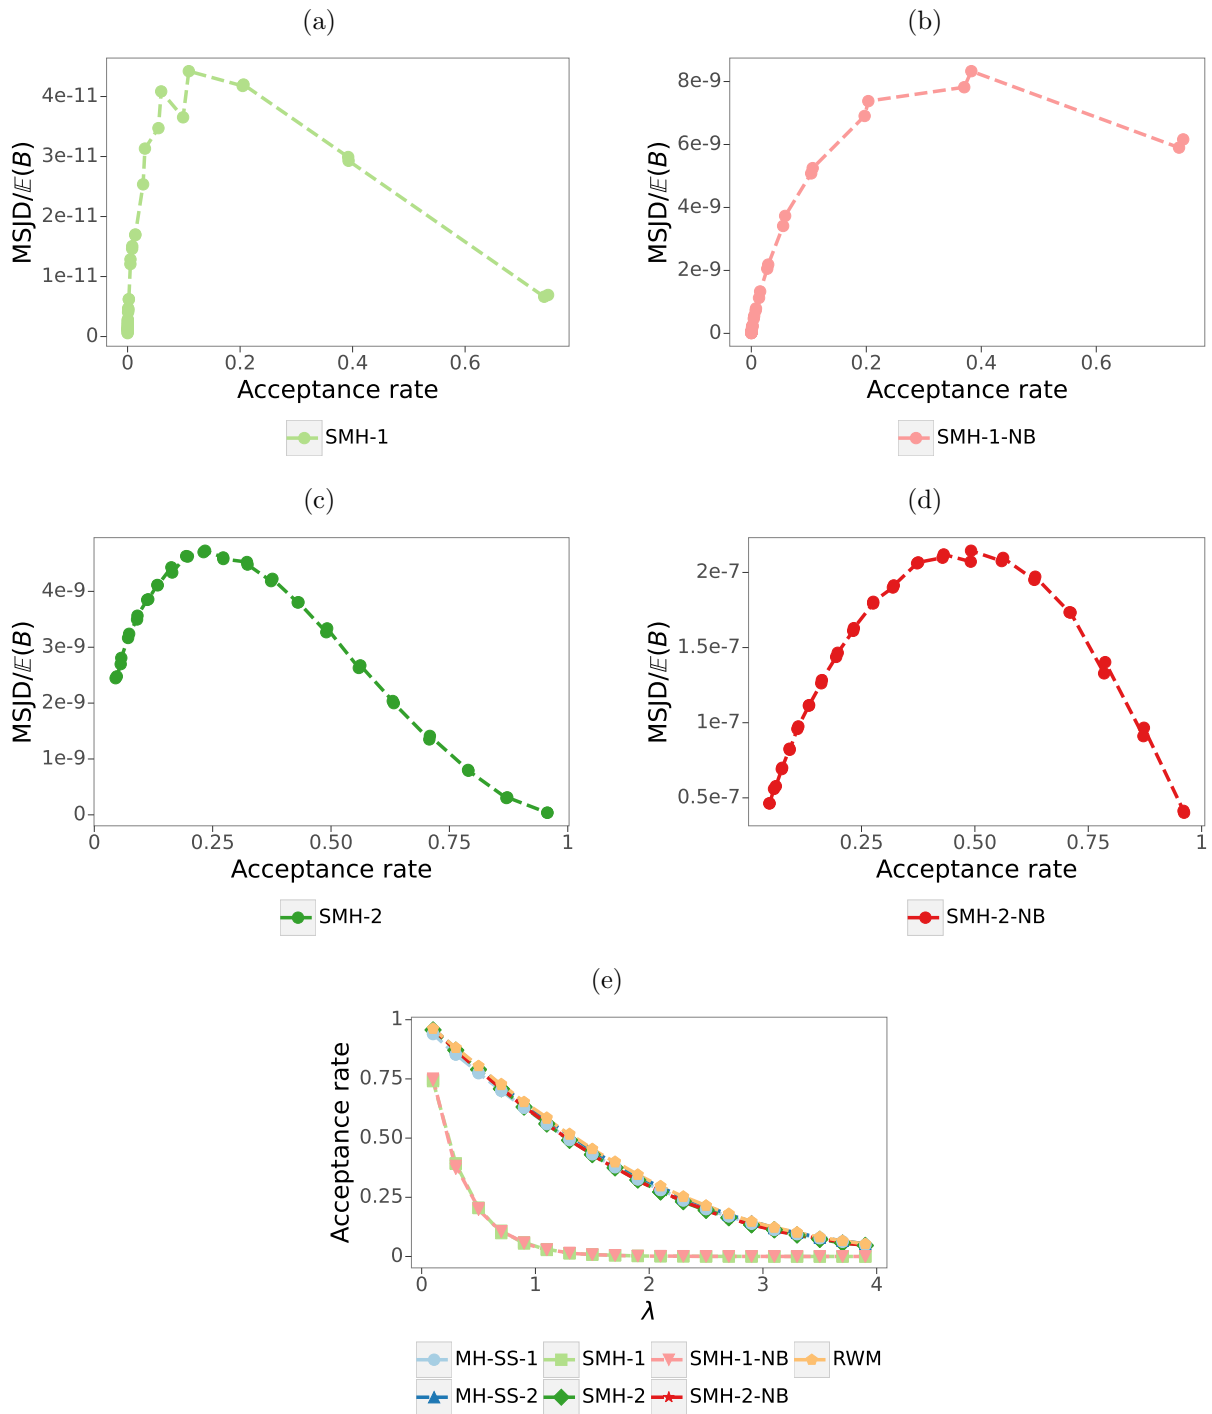 (a)
MSJD/𝔼(B)
4e-11
3e-11
2e-11
1e-11
0
0 0.2 0.4 0.6
Acceptance rate
SMH-1
(b)
MSJD/𝔼(B)
8e-9
6e-9
4e-9
2e-9
0
0 0.2 0.4 0.6
Acceptance rate
SMH-1-NB
(c)
MSJD/𝔼(B)
4e-9
3e-9
2e-9
1e-9
0
0 0.25 0.50 0.75 1
Acceptance rate
SMH-2
(d)
MSJD/𝔼(B)
2e-7
1.5e-7
1e-7
0.5e-7
0.25 0.50 0.75 1
Acceptance rate
SMH-2-NB
(e)
Acceptance rate
1
0.75
0.50
0.25
0
0 1 2 3 4
λ
MH-SS-1 SMH-1 SMH-1-NB RWM
MH-SS-2 SMH-2 SMH-2-NB